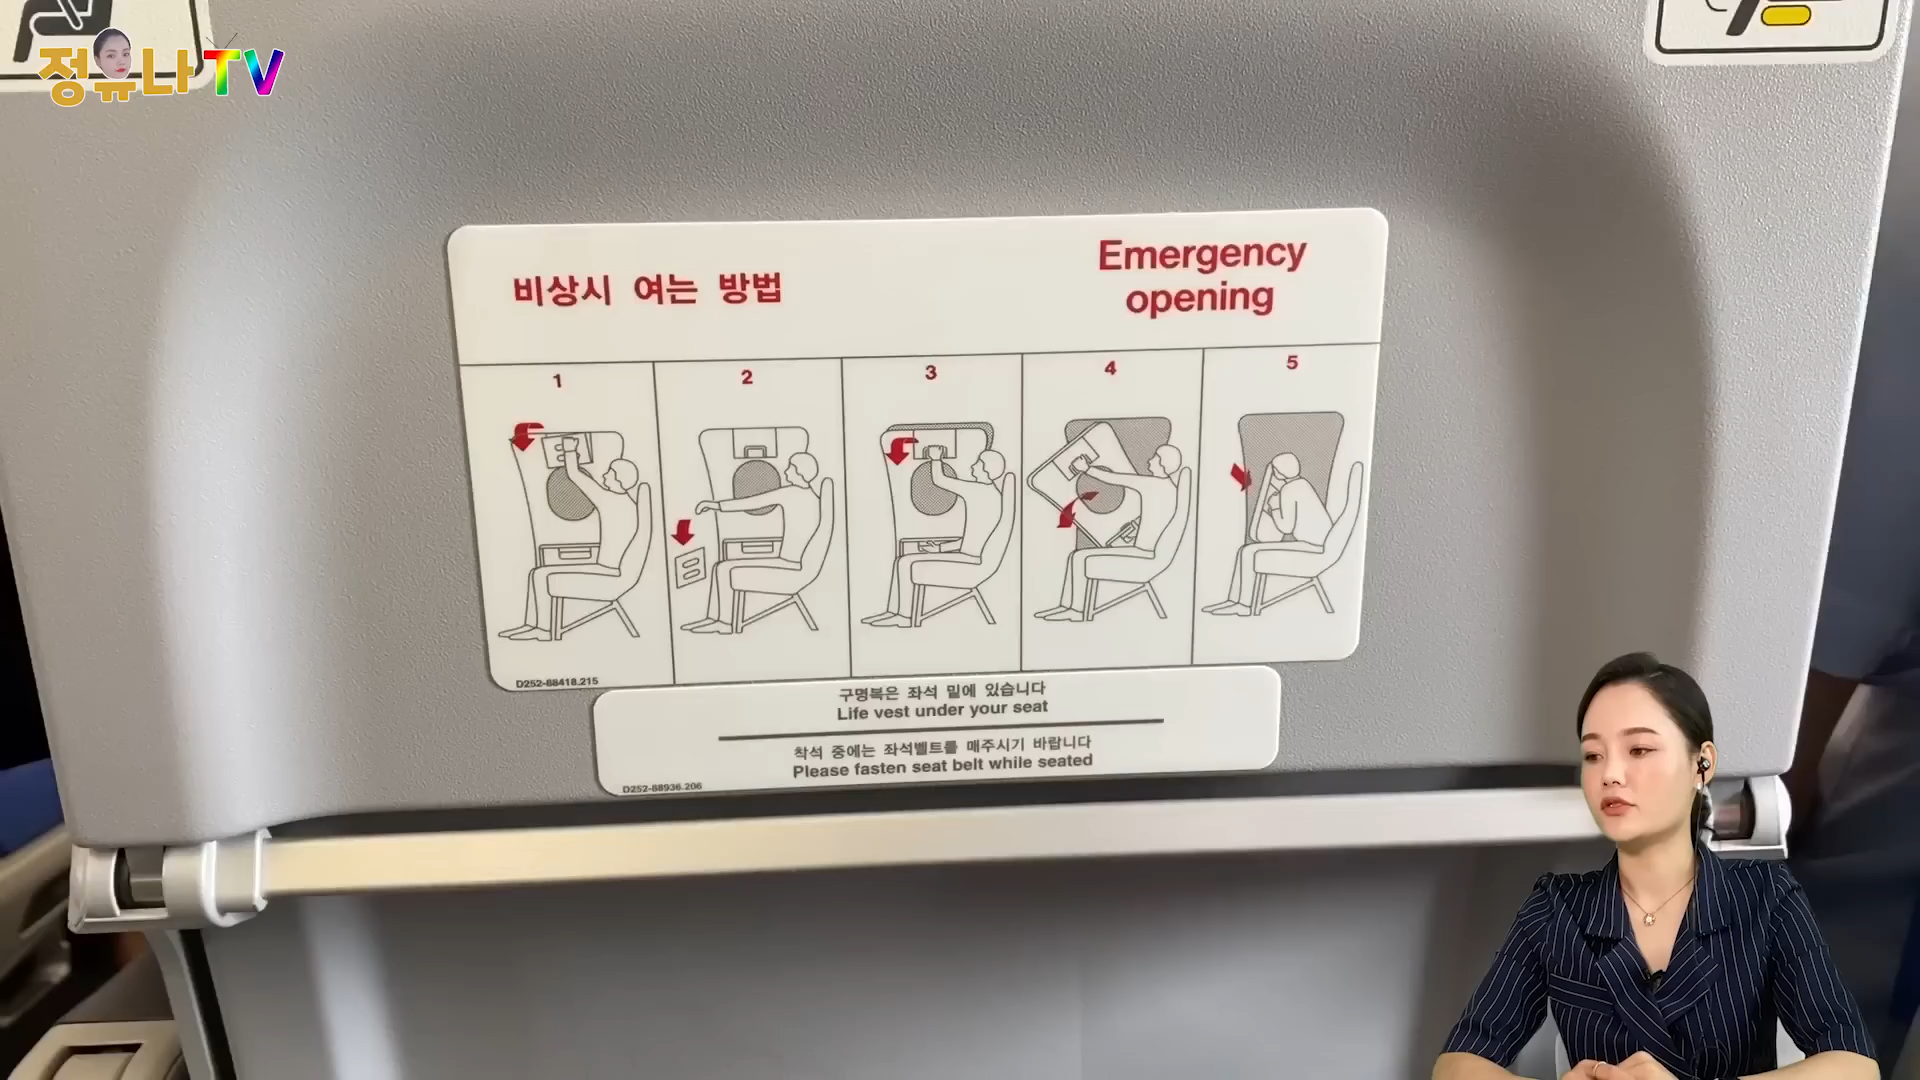 정유나TV
비상시 여는 방법
Emergency
opening
1
2
3
4
5
D252-88418.215
구명복은 좌석 밑에 있습니다
Life vest under your seat
착석 중에는 좌석벨트를 매주시기 바랍니다
Please fasten seat belt while seated
D252-88936.206